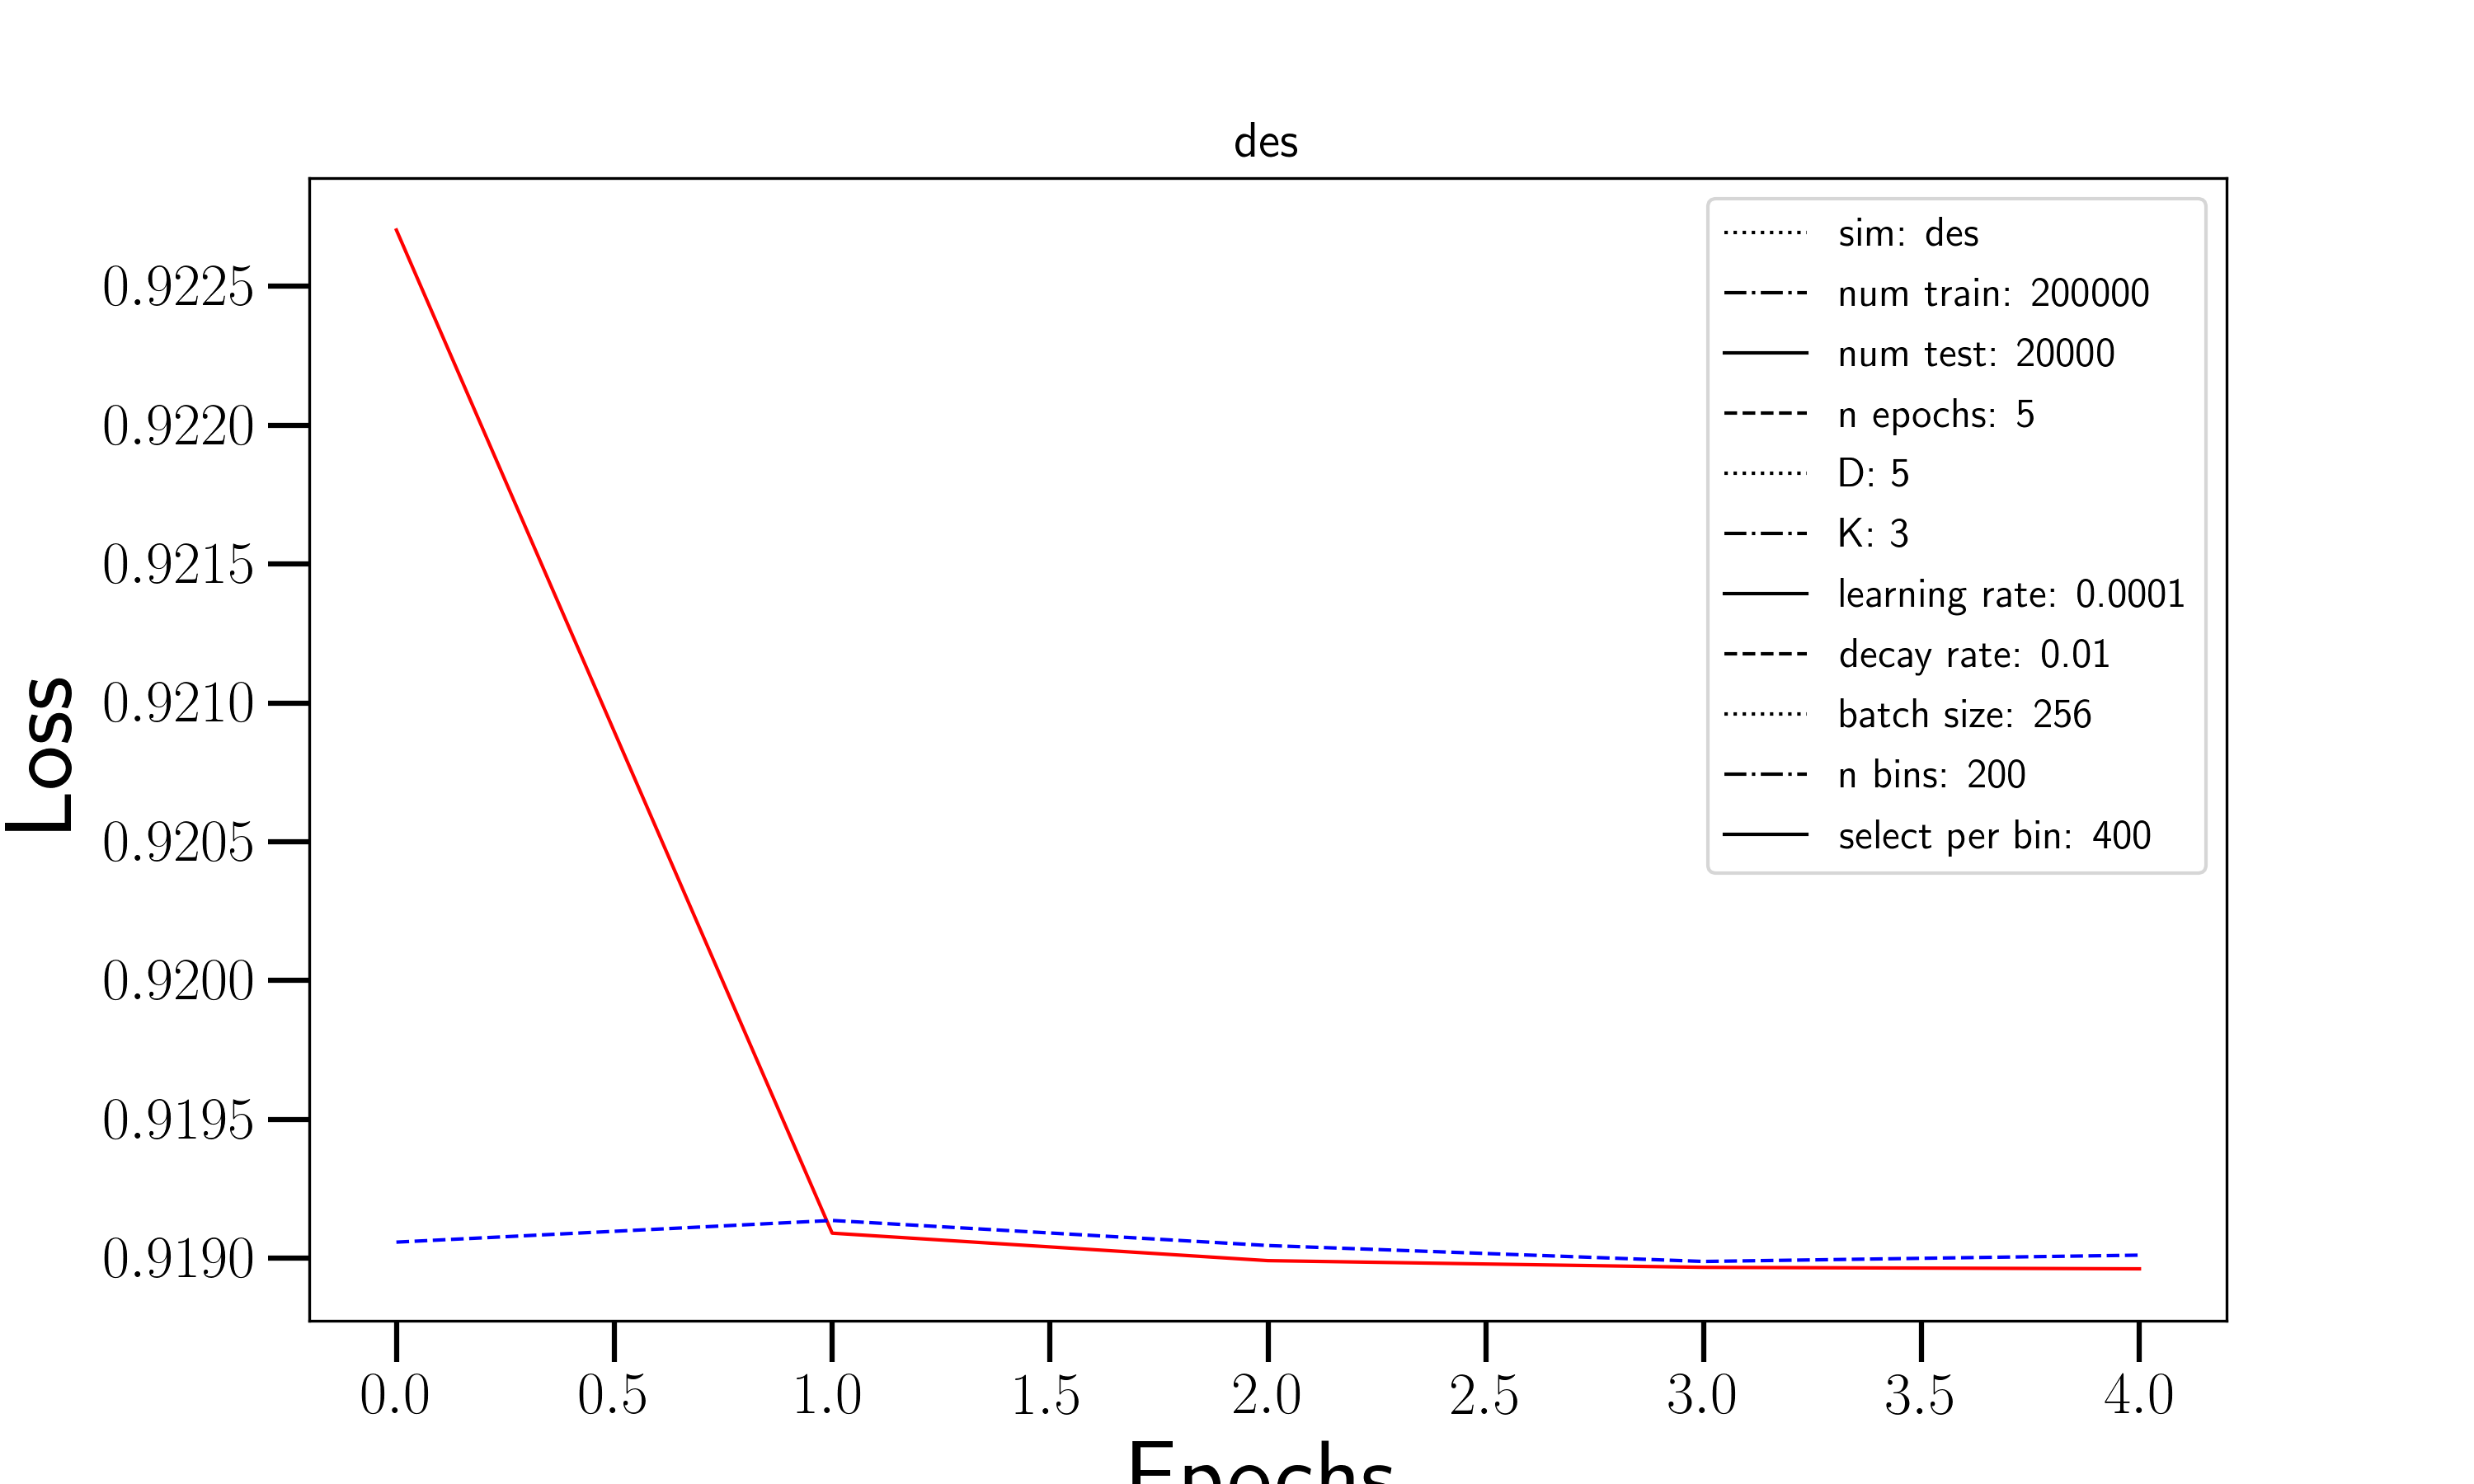 des
sim: des
num train: 200000
num test: 20000
n epochs: 5
D: 5
K: 3
learning rate: 0.0001
decay rate: 0.01
batch size: 256
n bins: 200
select per bin: 400
Loss
0.9225
0.9220
0.9215
0.9210
0.9205
0.9200
0.9195
0.9190
0.0 0.5 1.0 1.5 2.0 2.5 3.0 3.5 4.0
Epochs